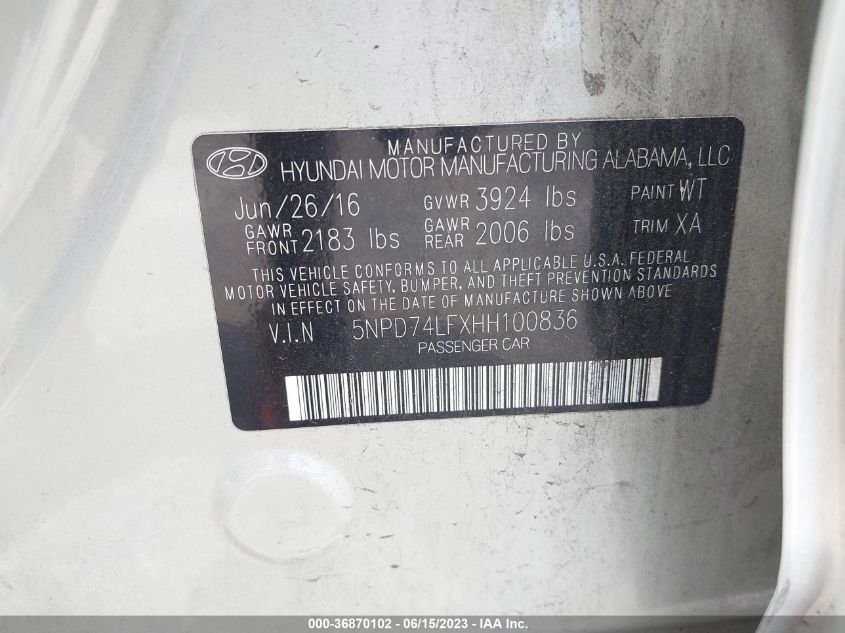 MANUFACTURED BY
HYUNDAI MOTOR MANUFACTURING ALABAMA, LLC
Jun/26/16 GVWR 3924 lbs PAINT WT
GAWR FRONT 2183 lbs GAWR REAR 2006 lbs TRIM XA
THIS VEHICLE CONFORMS TO ALL APPLICABLE U.S.A. FEDERAL
MOTOR VEHICLE SAFETY, BUMPER, AND THEFT PREVENTION STANDARDS
IN EFFECT ON THE DATE OF MANUFACTURE SHOWN ABOVE
V.I.N 5NPD74LFXHH100836
PASSENGER CAR
000-36870102 - 06/15/2023 - IAA Inc.